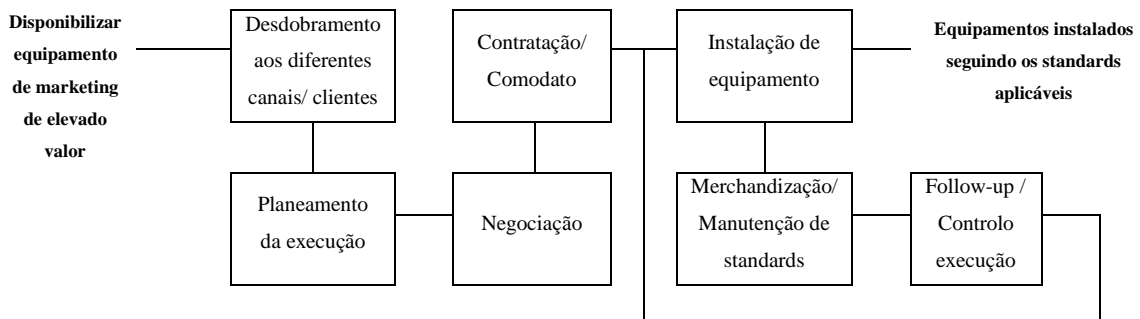 Disponibilizar
equipamento
de marketing
de elevado
valor
Desdobramento
aos diferentes
canais/ clientes
Contratação/
Comodato
Instalação de
equipamento
Equipamentos instalados
seguindo os standards
aplicáveis
Planeamento
da execução
Negociação
Merchandização/
Manutenção de
standards
Follow-up /
Controlo
execução